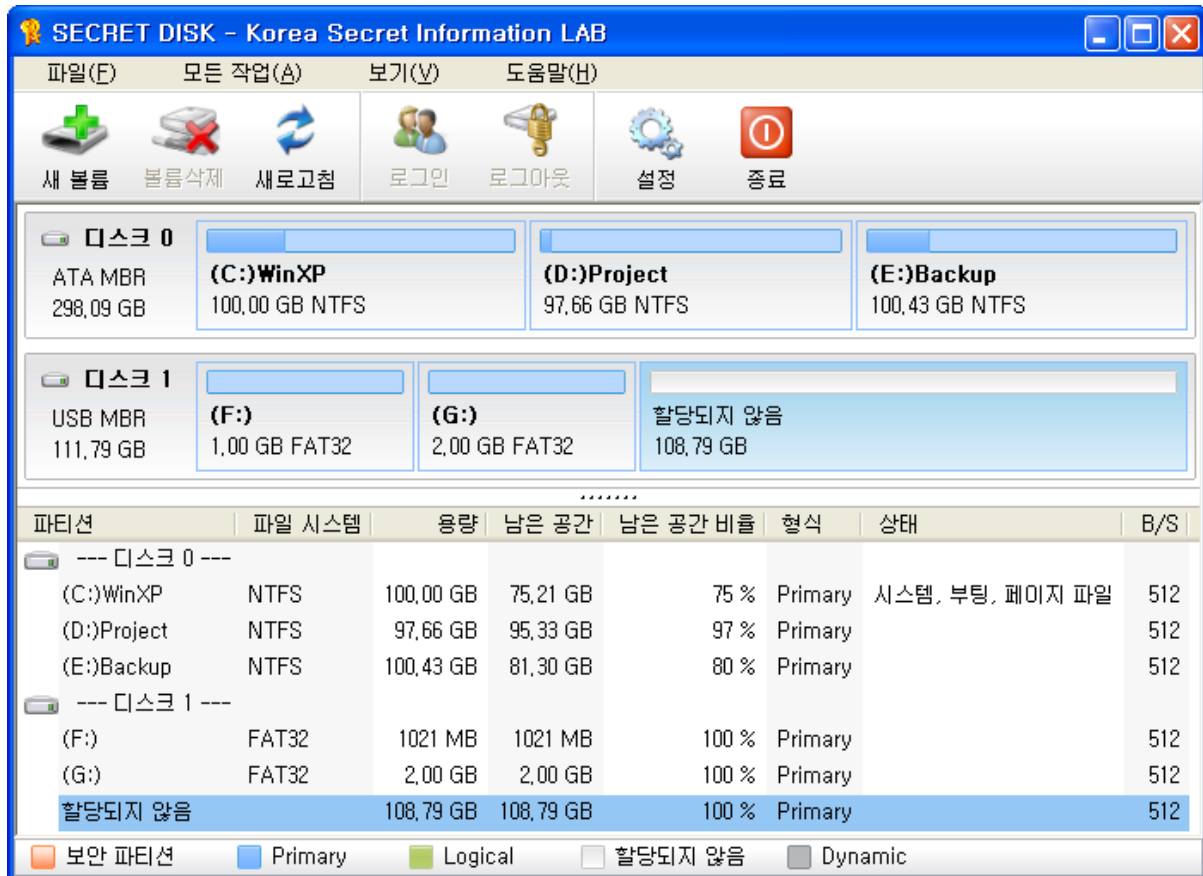 SECRET DISK - Korea Secret Information LAB
파일(F) 모든 작업(A) 보기(V) 도움말(H)
새 볼륨 볼륨삭제 새로고침 로그인 로그아웃 설정 종료
디스크 0
ATA MBR
298,09 GB
(C:)WinXP
100,00 GB NTFS
(D:)Project
97,66 GB NTFS
(E:)Backup
100,43 GB NTFS
디스크 1
USB MBR
111,79 GB
(F:)
1,00 GB FAT32
(G:)
2,00 GB FAT32
할당되지 않음
108,79 GB
파티션 파일 시스템 용량 남은 공간 남은 공간 비율 형식 상태 B/S
--- 디스크 0 ---
(C:)WinXP NTFS 100,00 GB 75,21 GB 75 % Primary 시스템, 부팅, 페이지 파일 512
(D:)Project NTFS 97,66 GB 95,33 GB 97 % Primary 512
(E:)Backup NTFS 100,43 GB 81,30 GB 80 % Primary 512
--- 디스크 1 ---
(F:) FAT32 1021 MB 1021 MB 100 % Primary 512
(G:) FAT32 2,00 GB 2,00 GB 100 % Primary 512
할당되지 않음 108,79 GB 108,79 GB 100 % Primary 512
보안 파티션 Primary Logical 할당되지 않음 Dynamic